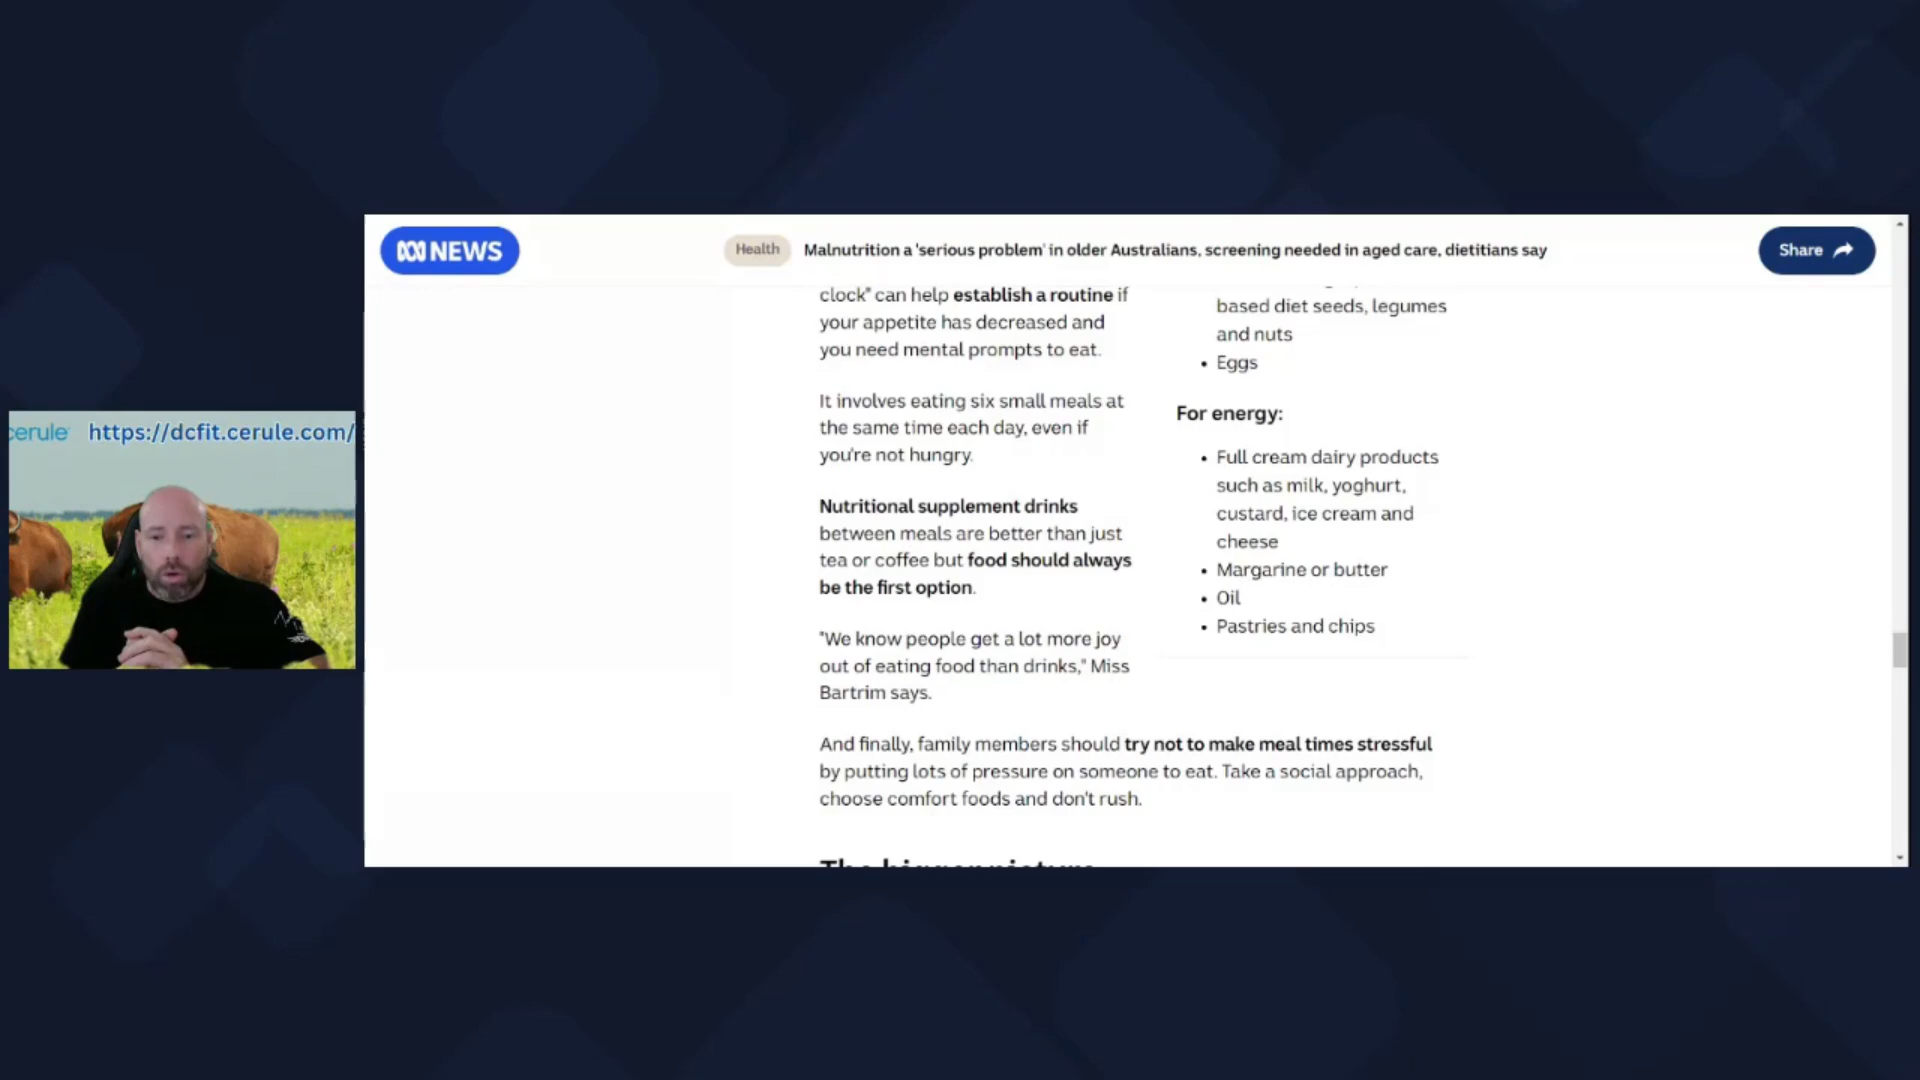 NEWS
Health
Malnutrition a 'serious problem' in older Australians, screening needed in aged care, dietitians say
Share
clock" can help establish a routine if
your appetite has decreased and
you need mental prompts to eat.
It involves eating six small meals at
the same time each day, even if
you're not hungry.
Nutritional supplement drinks
between meals are better than just
tea or coffee but food should always
be the first option.
"We know people get a lot more joy
out of eating food than drinks," Miss
Bartrim says.
And finally, family members should try not to make meal times stressful
by putting lots of pressure on someone to eat. Take a social approach,
choose comfort foods and don't rush.
based diet seeds, legumes
and nuts
• Eggs
For energy:
• Full cream dairy products
such as milk, yoghurt,
custard, ice cream and
cheese
• Margarine or butter
• Oil
• Pastries and chips
cerule
https://dcfit.cerule.com/